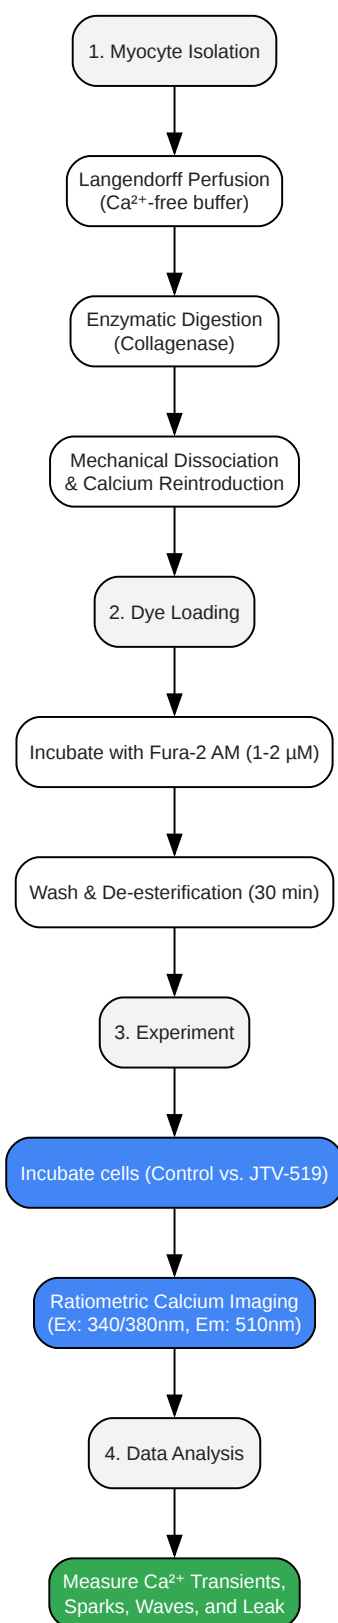 1. Myocyte Isolation
Langendorff Perfusion
(Ca²⁺-free buffer)
Enzymatic Digestion
(Collagenase)
Mechanical Dissociation
& Calcium Reintroduction
2. Dye Loading
Incubate with Fura-2 AM (1-2 µM)
Wash & De-esterification (30 min)
3. Experiment
Incubate cells (Control vs. JTV-519)
Ratiometric Calcium Imaging
(Ex: 340/380nm, Em: 510nm)
4. Data Analysis
Measure Ca²⁺ Transients,
Sparks, Waves, and Leak